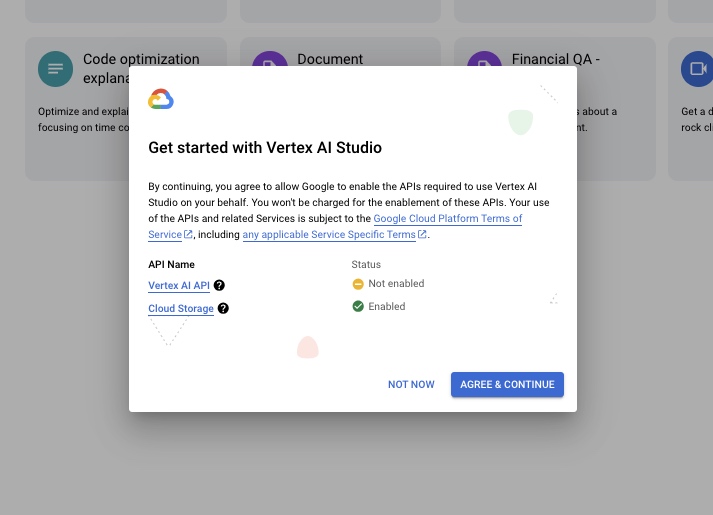 Code optimization
Document
Financial QA -
explana
Optimize and explai
s about a
Get a d
focusing on time co
nt.
rock cl
Get started with Vertex AI Studio
By continuing, you agree to allow Google to enable the APIs required to use Vertex AI
Studio on your behalf. You won't be charged for the enablement of these APIs. Your use
of the APIs and related Services is subject to the Google Cloud Platform Terms of
Service, including any applicable Service Specific Terms.
API Name
Status
Vertex AI API
Not enabled
Cloud Storage
Enabled
NOT NOW
AGREE & CONTINUE